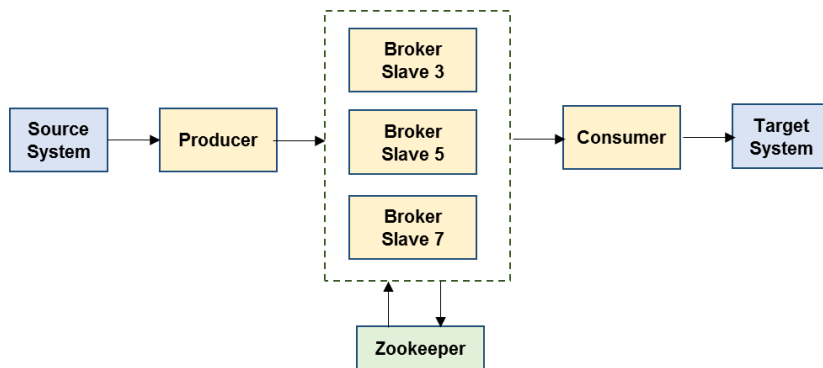 Broker
Slave 3
Source
System
Producer
Broker
Slave 5
Consumer
Target
System
Broker
Slave 7
Zookeeper